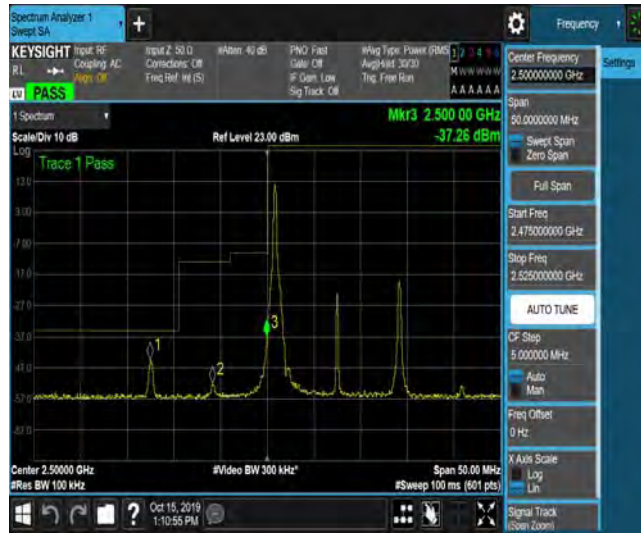 Spectrum Analyzer 1
Swept SA
+
Frequency
KEYSIGHT
Input: RF
Coupling: AC
Align: Off
Input Z: 50 Ω
Corrections: Off
Freq Ref: Int (S)
#Atten: 40 dB
PNO: Fast
Gate: Off
IF Gain: Low
Sig Track: Off
#Avg Type: Power (RMS)
Avg|Hold: 30/30
Trig: Free Run
1 2 3 4 5 6
M W W W W W
A A A A A A
RL
LV
PASS
1 Spectrum
Scale/Div 10 dB
Ref Level 23.00 dBm
Mkr3 2.500 00 GHz
-37.26 dBm
Log
Trace 1 Pass
13.0
3.00
-7.00
-17.0
-27.0
-37.0
-47.0
-57.0
-67.0
1
2
3
Center 2.50000 GHz
#Res BW 100 kHz
#Video BW 300 kHz*
Span 50.00 MHz
#Sweep 100 ms (601 pts)
Oct 15, 2019
1:10:55 PM
?
Center Frequency
2.500000000 GHz
Settings
Span
50.0000000 MHz
Swept Span
Zero Span
Full Span
Start Freq
2.475000000 GHz
Stop Freq
2.525000000 GHz
AUTO TUNE
CF Step
5.000000 MHz
Auto
Man
Freq Offset
0 Hz
X Axis Scale
Log
Lin
Signal Track
(Span Zoom)